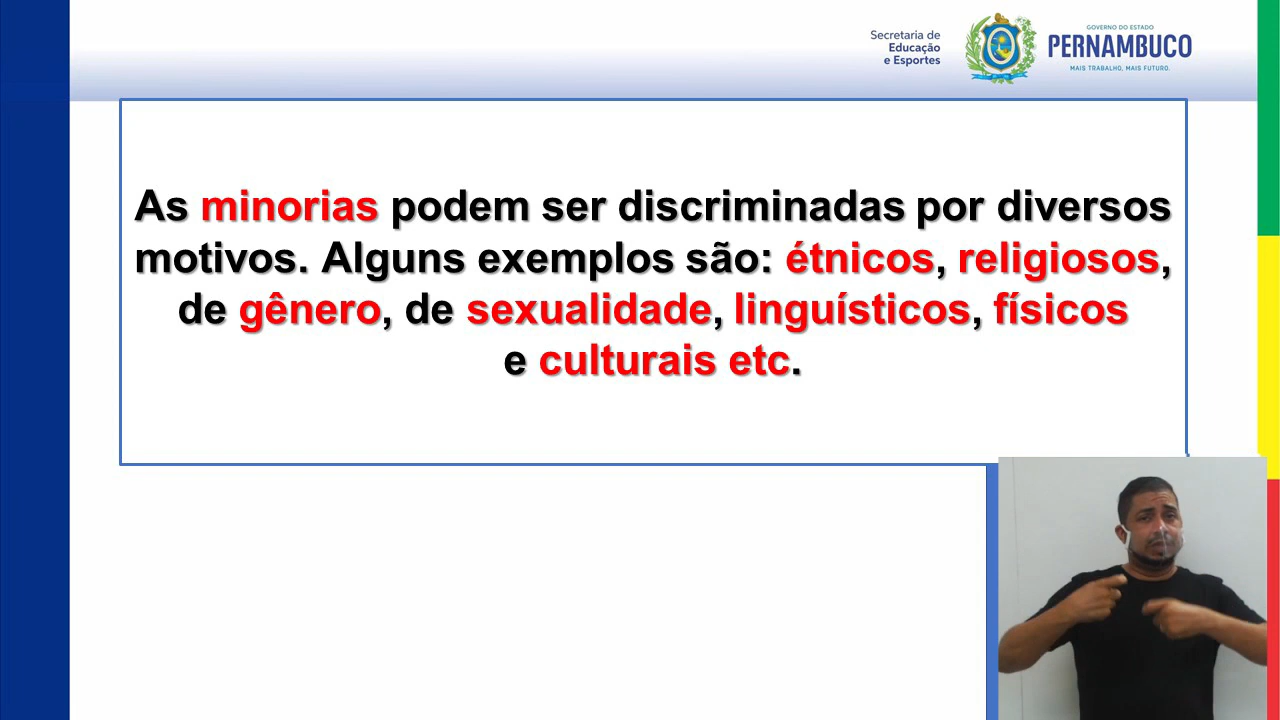 Secretaria de
Educação
e Esportes
GOVERNO DO ESTADO
PERNAMBUCO
MAIS TRABALHO, MAIS FUTURO.
As minorias podem ser discriminadas por diversos
motivos. Alguns exemplos são: étnicos, religiosos,
de gênero, de sexualidade, linguísticos, físicos
e culturais etc.